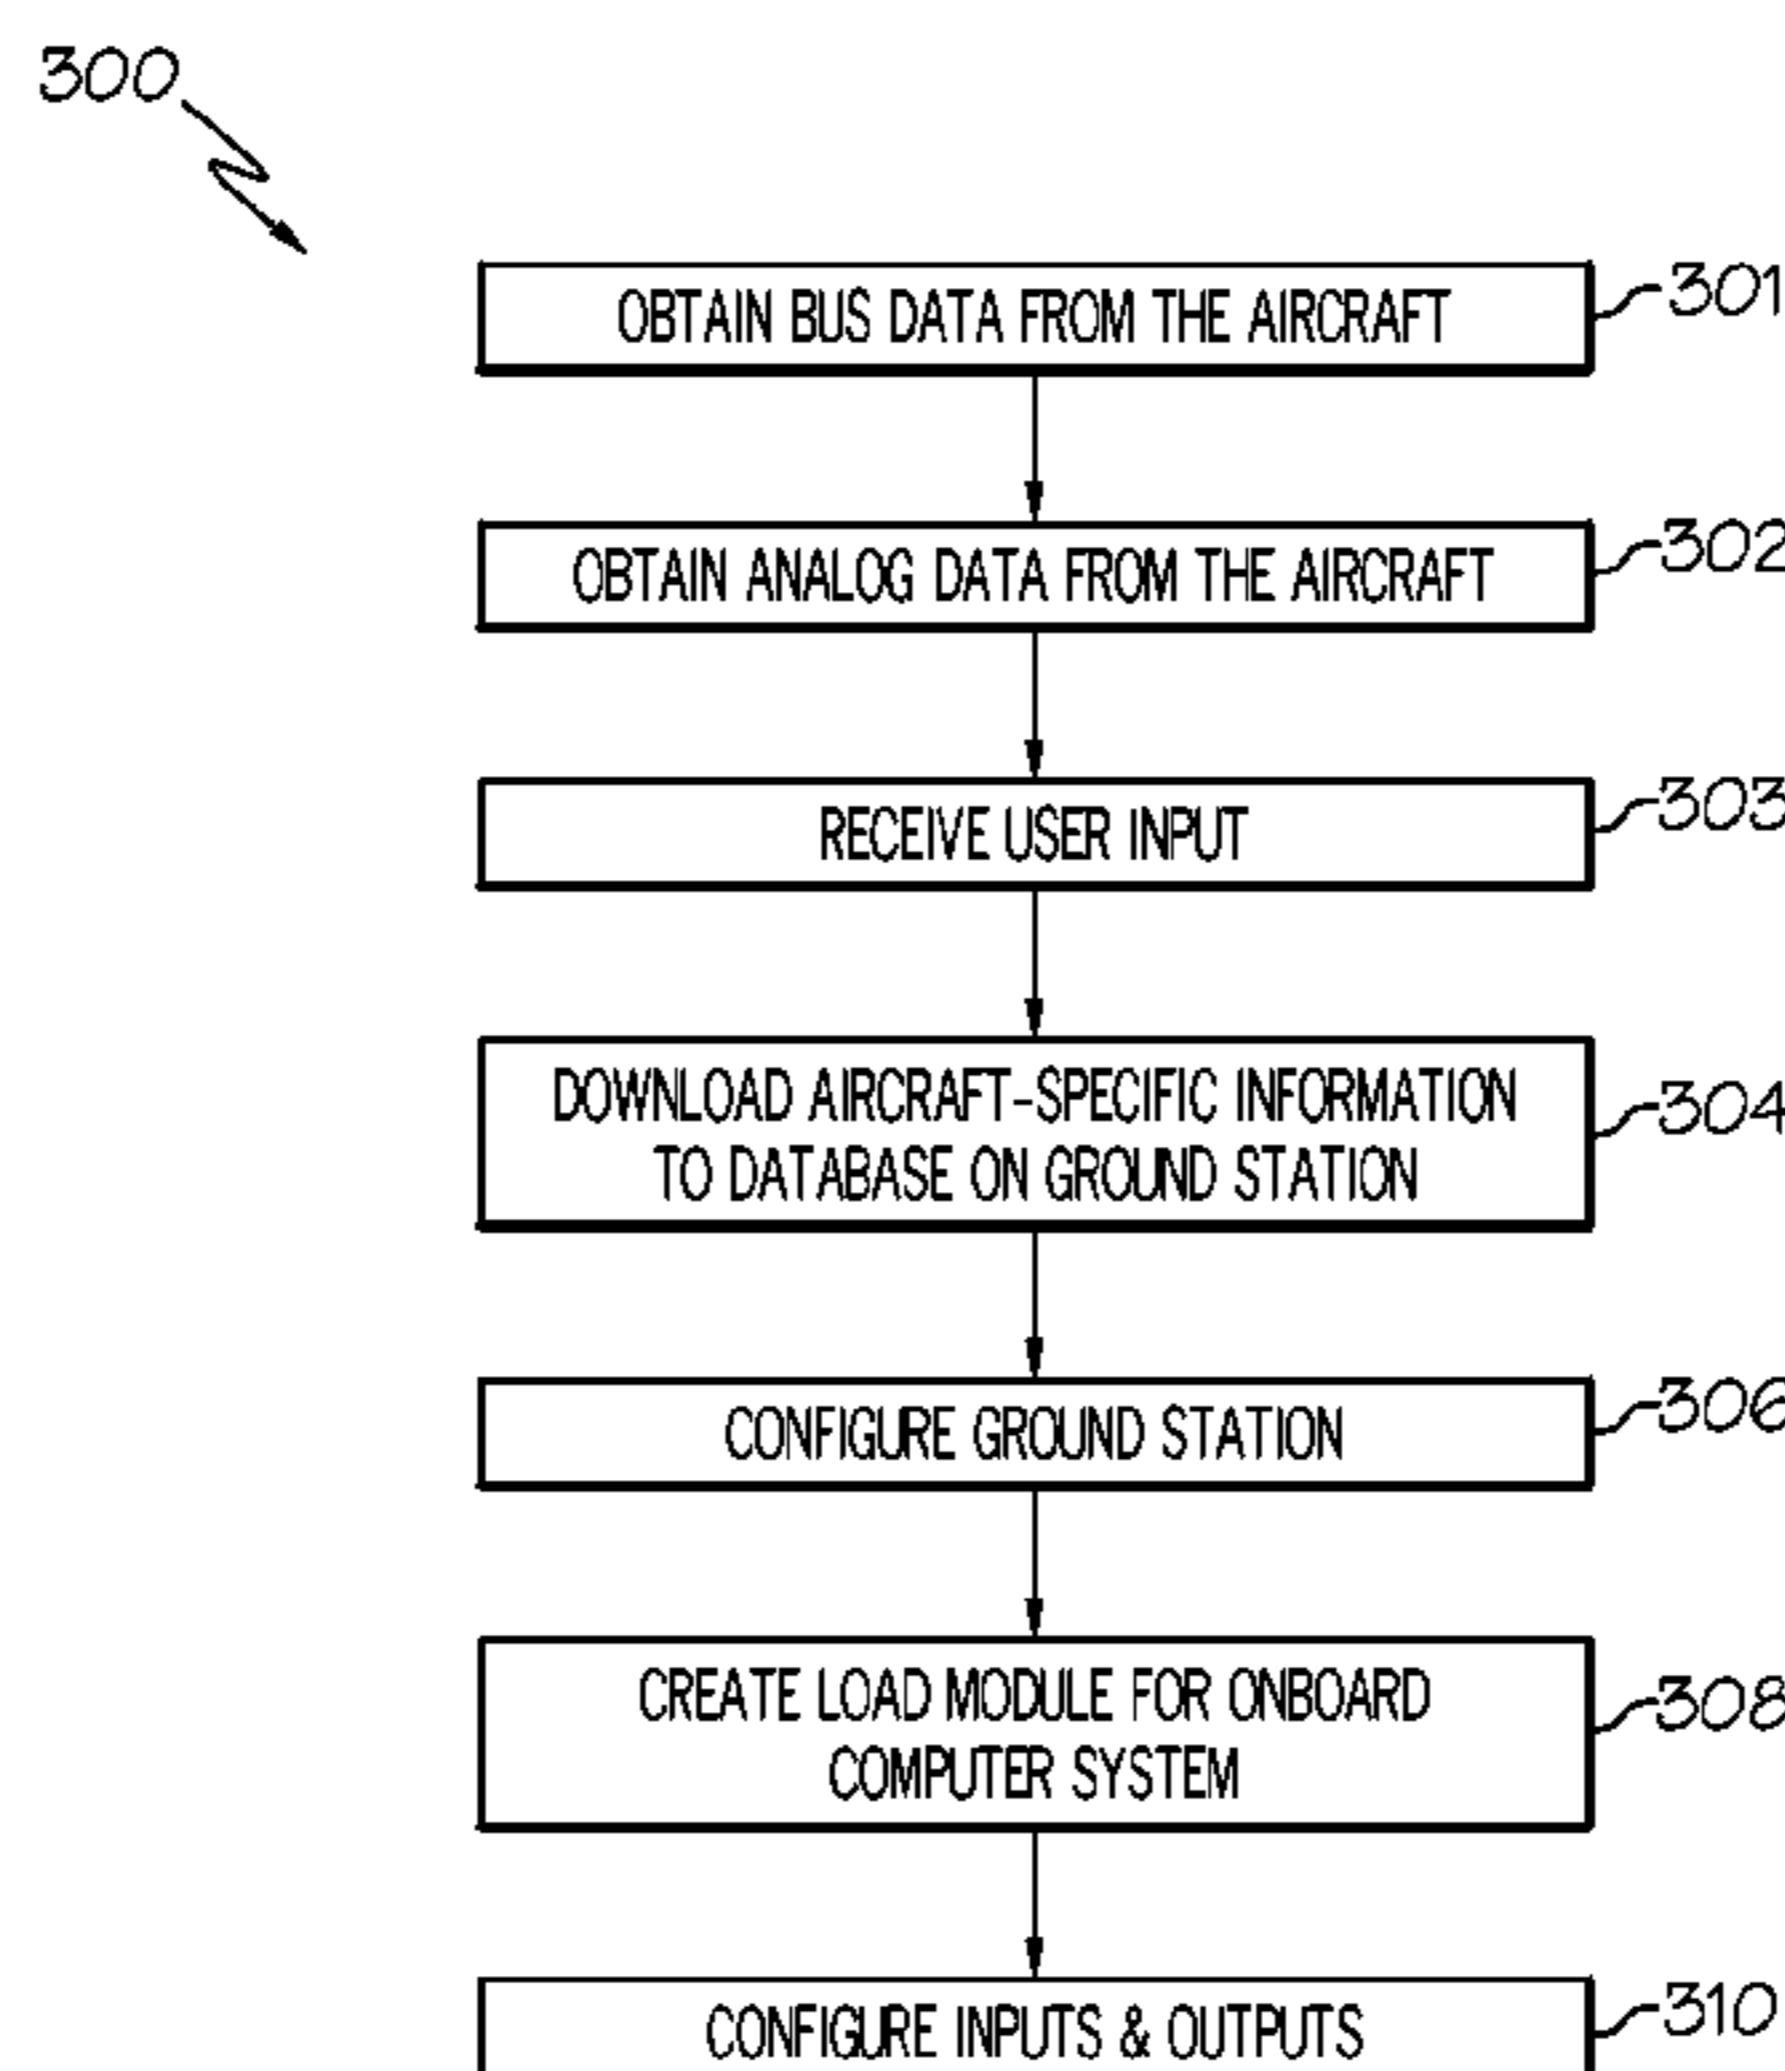 300
OBTAIN BUS DATA FROM THE AIRCRAFT
301
OBTAIN ANALOG DATA FROM THE AIRCRAFT
302
RECEIVE USER INPUT
303
DOWNLOAD AIRCRAFT-SPECIFIC INFORMATION
TO DATABASE ON GROUND STATION
304
CONFIGURE GROUND STATION
306
CREATE LOAD MODULE FOR ONBOARD
COMPUTER SYSTEM
308
CONFIGURE INPUTS & OUTPUTS
310